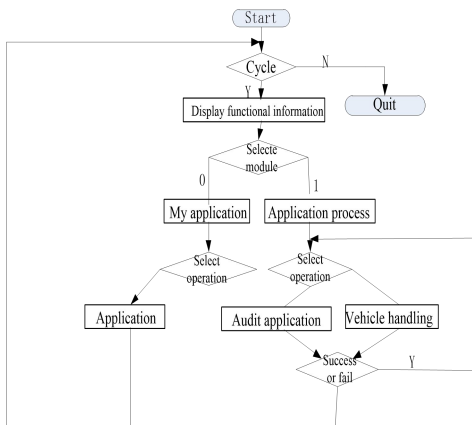 Start
Cycle
N
Y
Quit
Display functional information
Selecte
module
0
1
My application
Application process
Select
operation
Select
operation
Application
Audit application
Vehicle handling
Success
or fail
Y